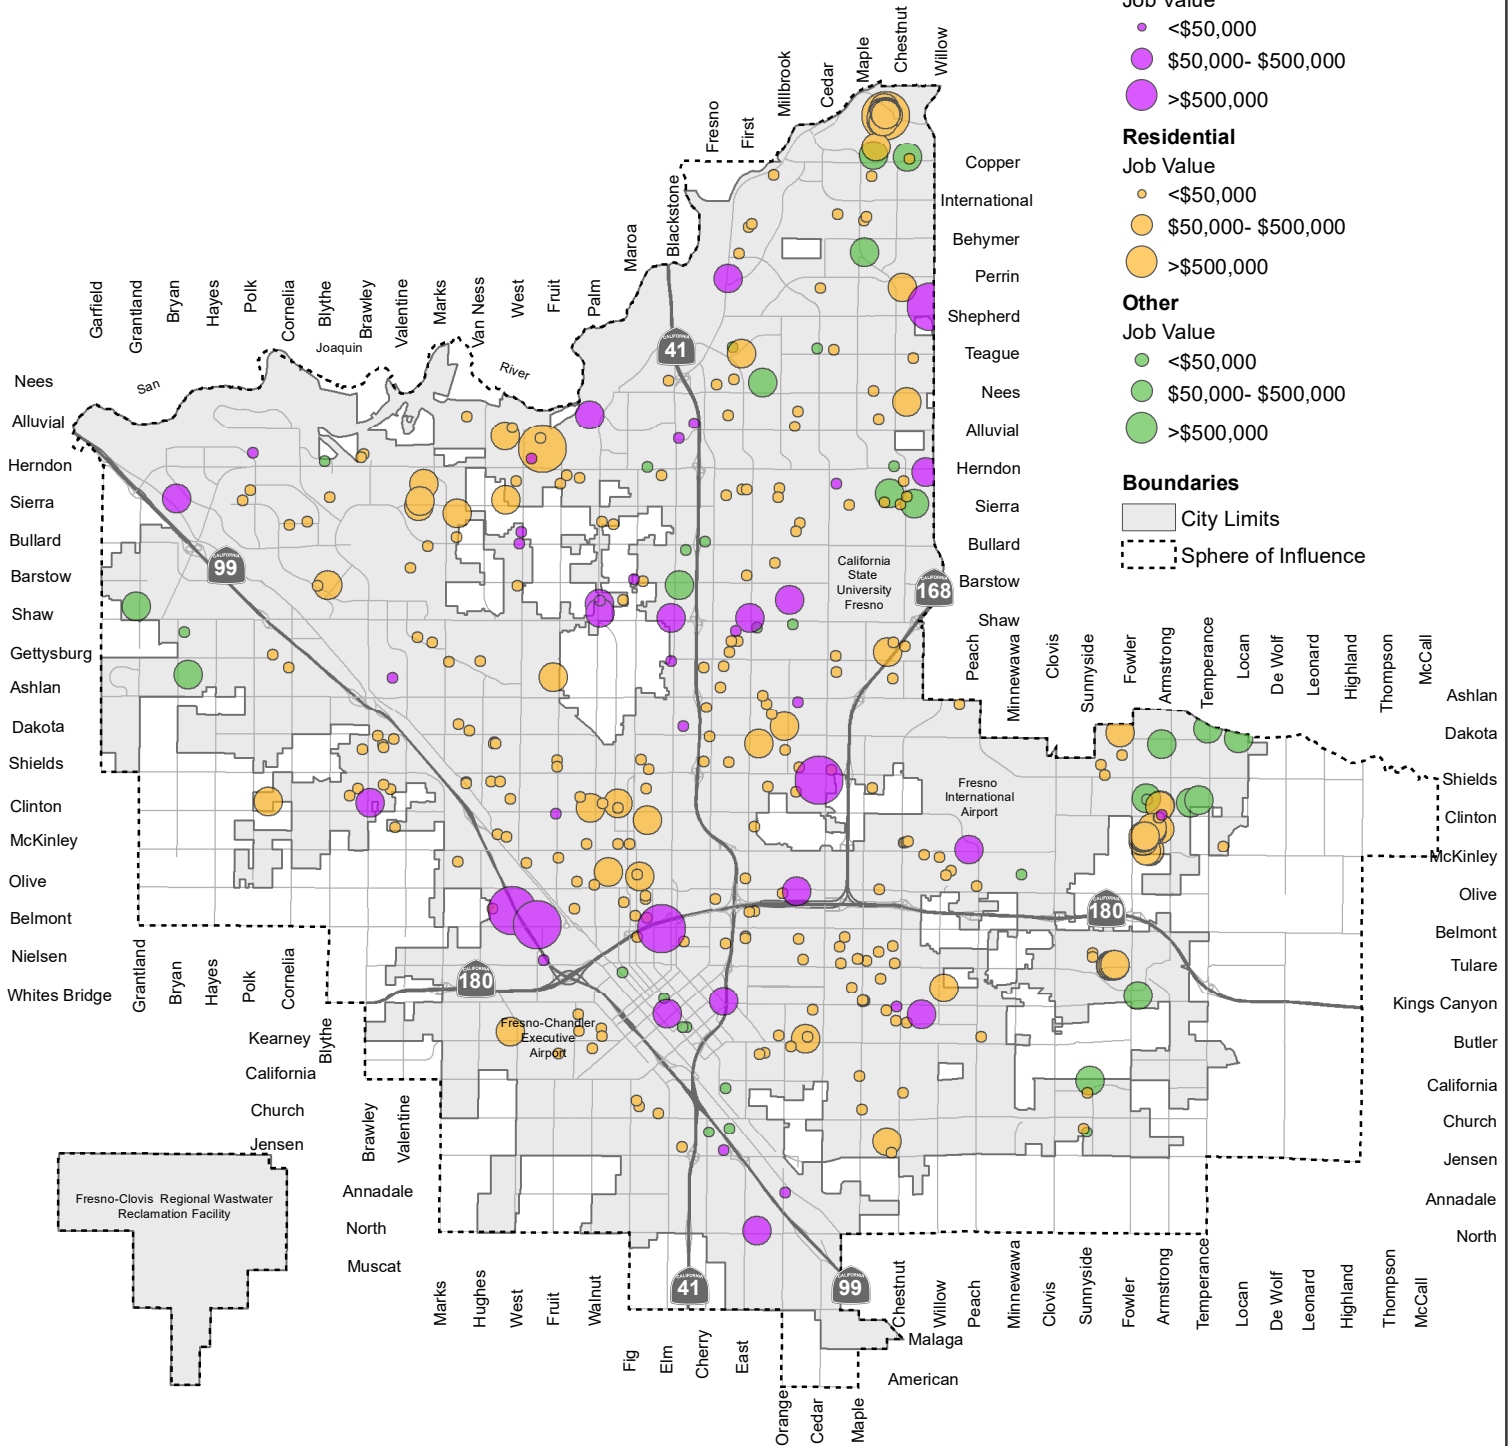 Job Value
<$50,000
$50,000- $500,000
>$500,000
Residential
Job Value
<$50,000
$50,000- $500,000
>$500,000
Other
Job Value
<$50,000
$50,000- $500,000
>$500,000
Boundaries
City Limits
Sphere of Influence
Fresno
First
Millbrook
Cedar
Maple
Chestnut
Willow
Copper
International
Behymer
Perrin
Shepherd
Teague
Nees
Alluvial
Herndon
Sierra
Bullard
Barstow
Shaw
Garfield
Grantland
Bryan
Hayes
Polk
Cornelia
Blythe
Brawley
Valentine
Marks
Van Ness
West
Fruit
Palm
Maroa
Blackstone
San
Joaquin
River
CALIFORNIA
41
CALIFORNIA
99
CALIFORNIA
168
California
State
University
Fresno
Nees
Alluvial
Herndon
Sierra
Bullard
Barstow
Shaw
Gettysburg
Ashlan
Dakota
Shields
Clinton
McKinley
Olive
Belmont
Nielsen
Whites Bridge
Peach
Minnewawa
Clovis
Sunnyside
Fowler
Armstrong
Temperance
Locan
De Wolf
Leonard
Highland
Thompson
McCall
Ashlan
Dakota
Shields
Clinton
McKinley
Olive
Belmont
Tulare
Kings Canyon
Butler
California
Church
Jensen
Annadale
North
Fresno
International
Airport
CALIFORNIA
180
CALIFORNIA
180
Grantland
Bryan
Hayes
Polk
Cornelia
Blythe
Fresno-Chandler
Executive
Airport
Kearney
California
Church
Jensen
Brawley
Valentine
Annadale
North
Muscat
Fresno-Clovis Regional Wastwater
Reclamation Facility
Marks
Hughes
West
Fruit
Walnut
Fig
Elm
Cherry
East
Orange
Cedar
Maple
CALIFORNIA
41
CALIFORNIA
99
Chestnut
Willow
Peach
Minnewawa
Clovis
Sunnyside
Fowler
Armstrong
Temperance
Locan
De Wolf
Leonard
Highland
Thompson
McCall
Malaga
American